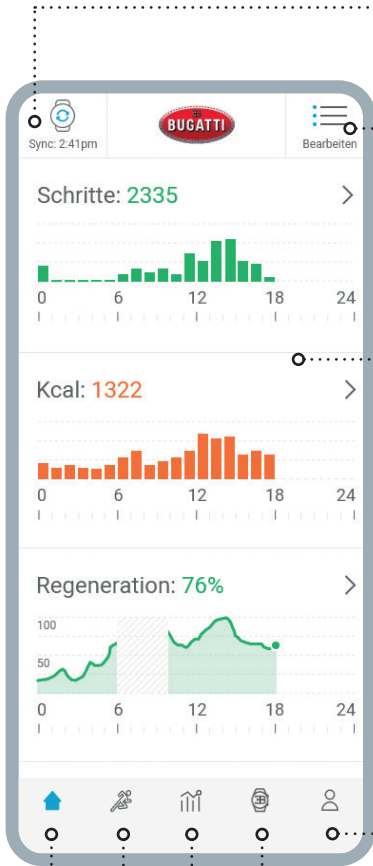 BUGATTI
Sync: 2:41pm
Bearbeiten
Schritte: 2335
0 6 12 18 24
Kcal: 1322
0 6 12 18 24
Regeneration: 76%
100
50
0 6 12 18 24